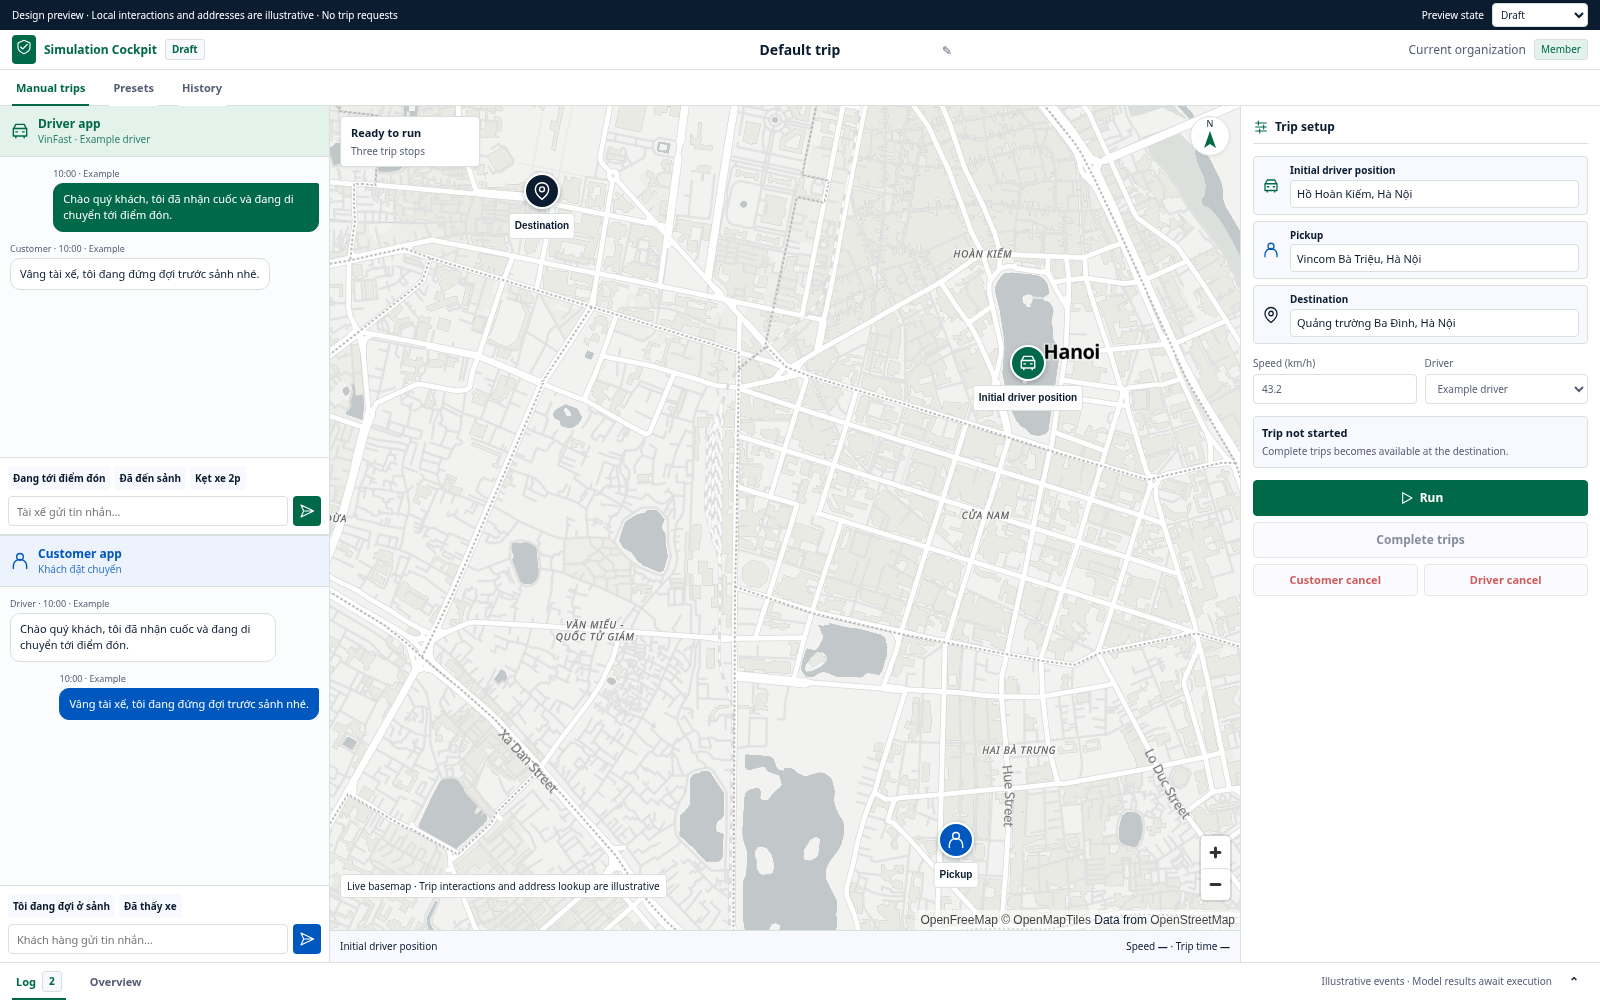 Design preview · Local interactions and addresses are illustrative · No trip requests
Preview state
Draft
Simulation Cockpit
Draft
Default trip
Current organization
Member
Manual trips
Presets
History
Driver app
VinFast · Example driver
10:00 · Example
Chào quý khách, tôi đã nhận cuốc và đang di
chuyển tới điểm đón.
Customer · 10:00 · Example
Vâng tài xế, tôi đang đứng đợi trước sảnh nhé.
Đang tới điểm đón
Đã đến sảnh
Kẹt xe 2p
Tài xế gửi tin nhắn...
Customer app
Khách đặt chuyến
Driver · 10:00 · Example
Chào quý khách, tôi đã nhận cuốc và đang di
chuyển tới điểm đón.
10:00 · Example
Vâng tài xế, tôi đang đứng đợi trước sảnh nhé.
Tôi đang đợi ở sảnh
Đã thấy xe
Khách hàng gửi tin nhắn...
Ready to run
Three trip stops
N
Destination
HOÀN KIẾM
Hanoi
Initial driver position
CỬA NAM
VĂN MIẾU -
QUỐC TỬ GIÁM
Xã Đàn Street
HAI BÀ TRƯNG
Hue Street
Lo Duc Street
Pickup
Live basemap · Trip interactions and address lookup are illustrative
OpenFreeMap © OpenMapTiles Data from OpenStreetMap
Initial driver position
Speed — · Trip time —
Trip setup
Initial driver position
Hồ Hoàn Kiếm, Hà Nội
Pickup
Vincom Bà Triệu, Hà Nội
Destination
Quảng trường Ba Đình, Hà Nội
Speed (km/h)
Driver
43.2
Example driver
Trip not started
Complete trips becomes available at the destination.
Run
Complete trips
Customer cancel
Driver cancel
Log 2
Overview
Illustrative events · Model results await execution